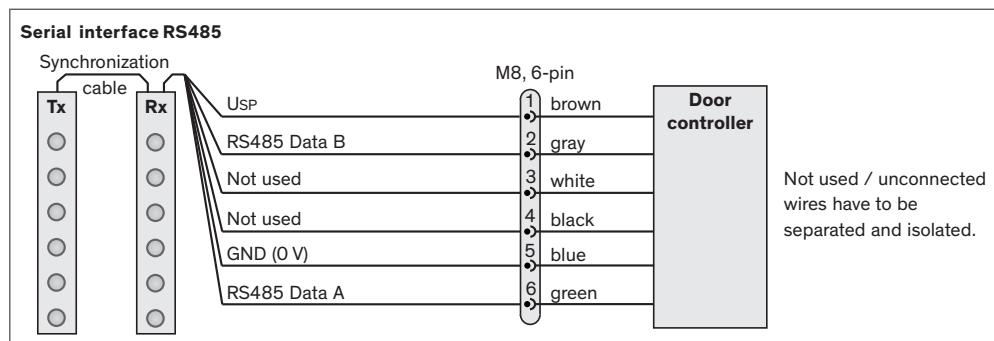 Serial interface RS485
Synchronization
cable
Tx
Rx
M8, 6-pin
USP
1
brown
RS485 Data B
2
gray
Not used
3
white
Not used
4
black
GND (0 V)
5
blue
RS485 Data A
6
green
Door
controller
Not used / unconnected
wires have to be
separated and isolated.